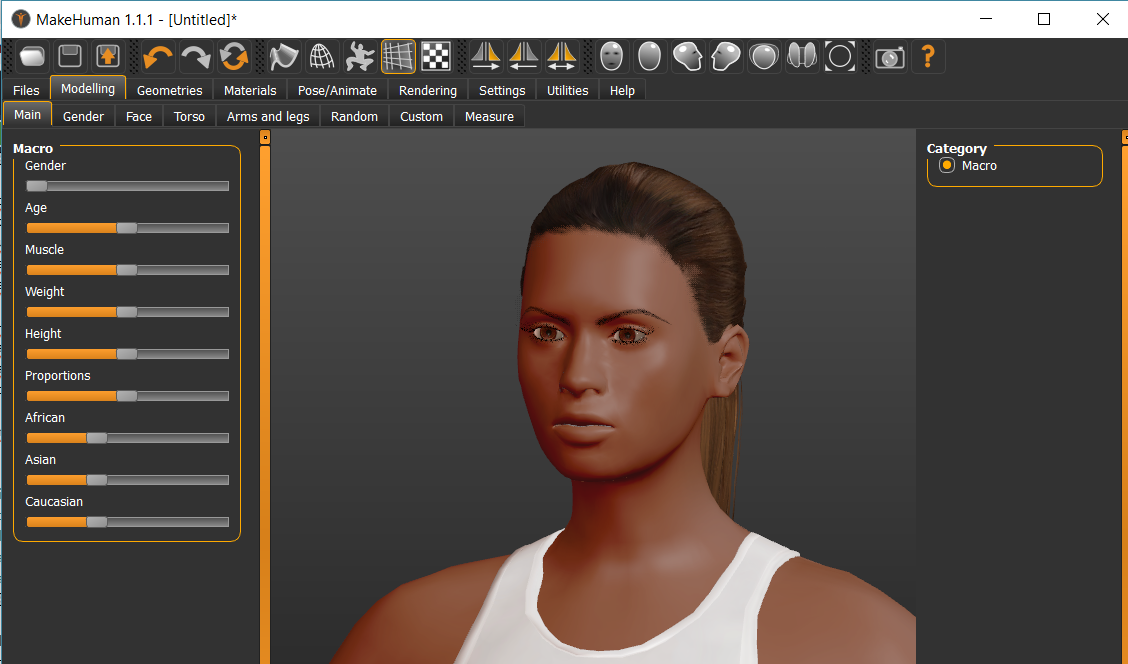 MakeHuman 1.1.1 - [Untitled]*
?
Files Modelling Geometries Materials Pose/Animate Rendering Settings Utilities Help
Main Gender Face Torso Arms and legs Random Custom Measure
Macro
Gender
Age
Muscle
Weight
Height
Proportions
African
Asian
Caucasian
Category
Macro